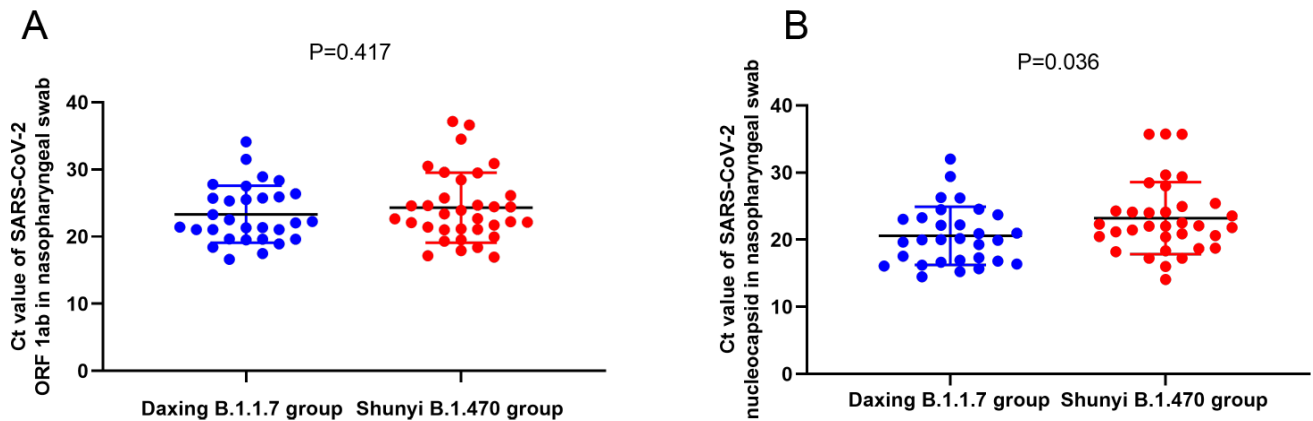 A
P=0.417
Ct value of SARS-CoV-2
ORF 1ab in nasopharyngeal swab
40
30
20
10
0
Daxing B.1.1.7 group
Shunyi B.1.470 group
B
P=0.036
Ct value of SARS-CoV-2
nucleocapsid in nasopharyngeal swab
40
30
20
10
0
Daxing B.1.1.7 group
Shunyi B.1.470 group